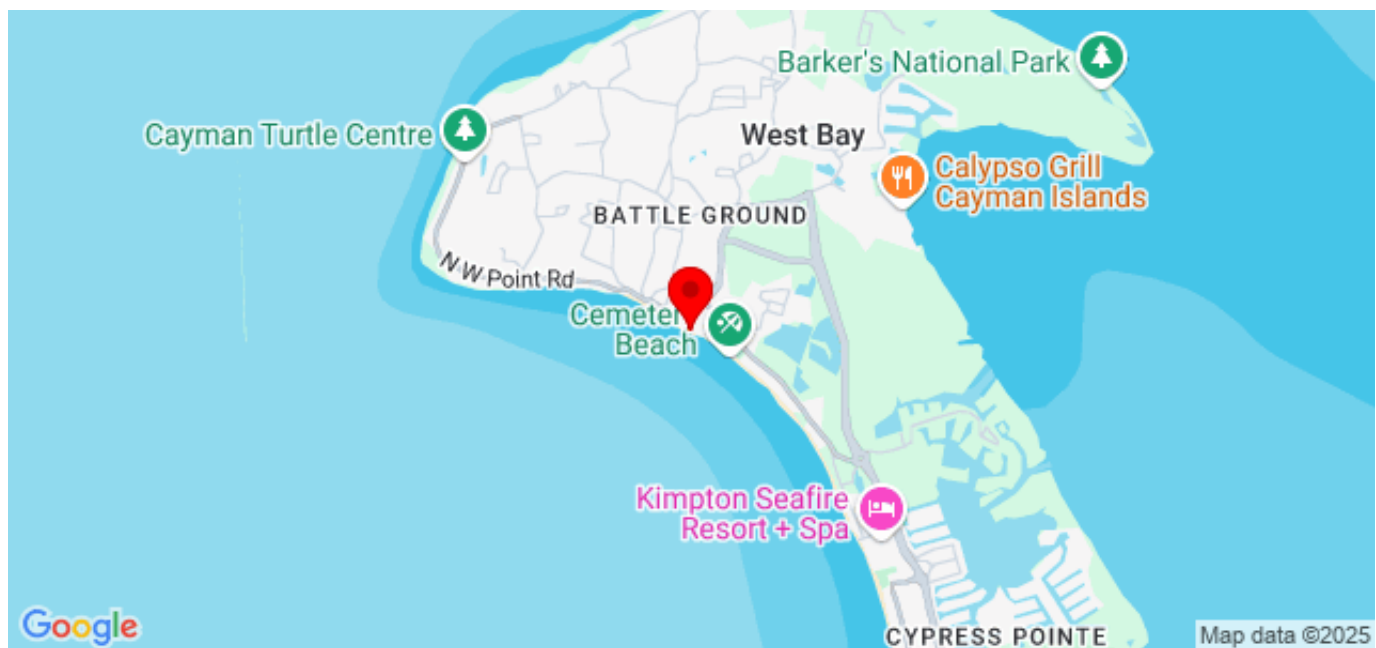 Barker's National Park
Cayman Turtle Centre
West Bay
Calypso Grill
Cayman Islands
BATTLE GROUND
N W Point Rd
Cemeter
Beach
Kimpton Seafire
Resort + Spa
CYPRESS POINTE
Google
Map data ©2025